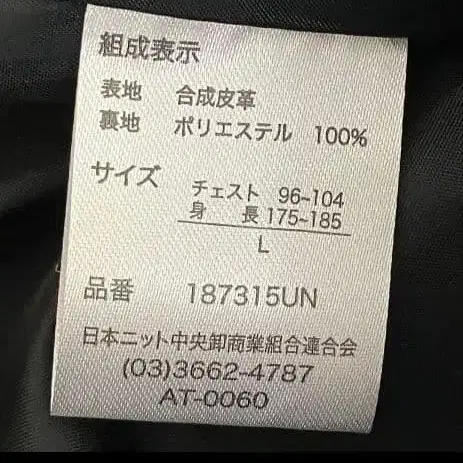 組成表示
表地 合成皮革
裏地 ポリエステル 100%
サイズ チェスト 96~104
身 長 175~185
L
品番 187315UN
日本ニット中央卸商業組合連合会
(03)3662-4787
AT-0060